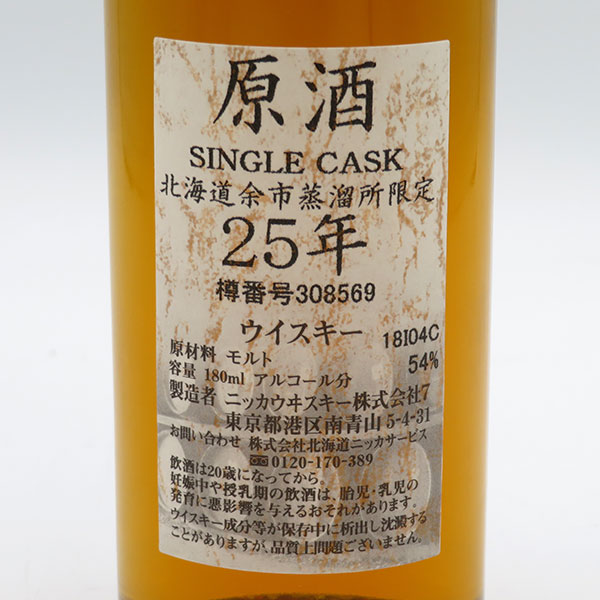 原酒
SINGLE CASK
北海道余市蒸溜所限定
25年
樽番号308569
ウイスキー 18I04C
原材料 モルト 54%
容量 180ml アルコール分
製造者 ニッカウヰスキー株式会社7
東京都港区南青山5-4-31
お問い合わせ 株式会社北海道ニッカサービス
0120-170-389
飲酒は20歳になってから。
妊娠中や授乳期の飲酒は、胎児・乳児の
発育に悪影響を与えるおそれがあります。
ウイスキー成分等が保存中に析出し沈澱する
ことがありますが、品質上問題ございません。